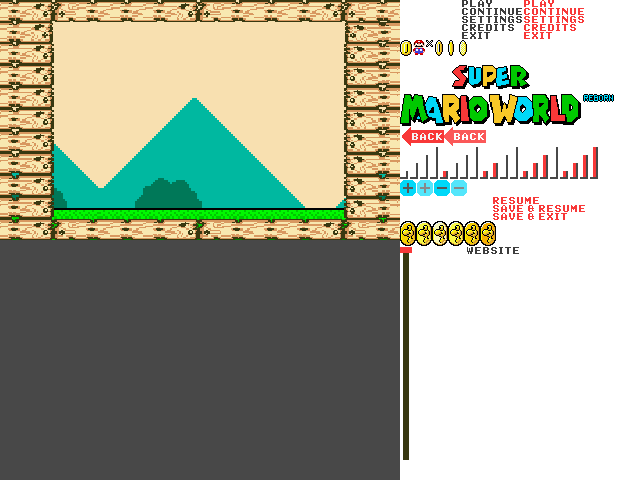 PLAY PLAY
CONTINUE CONTINUE
SETTINGS SETTINGS
CREDITS CREDITS
EXIT EXIT
SUPER
MARIO WORLD REBORN
BACK BACK
RESUME
SAVE & RESUME
SAVE & EXIT
WEBSITE